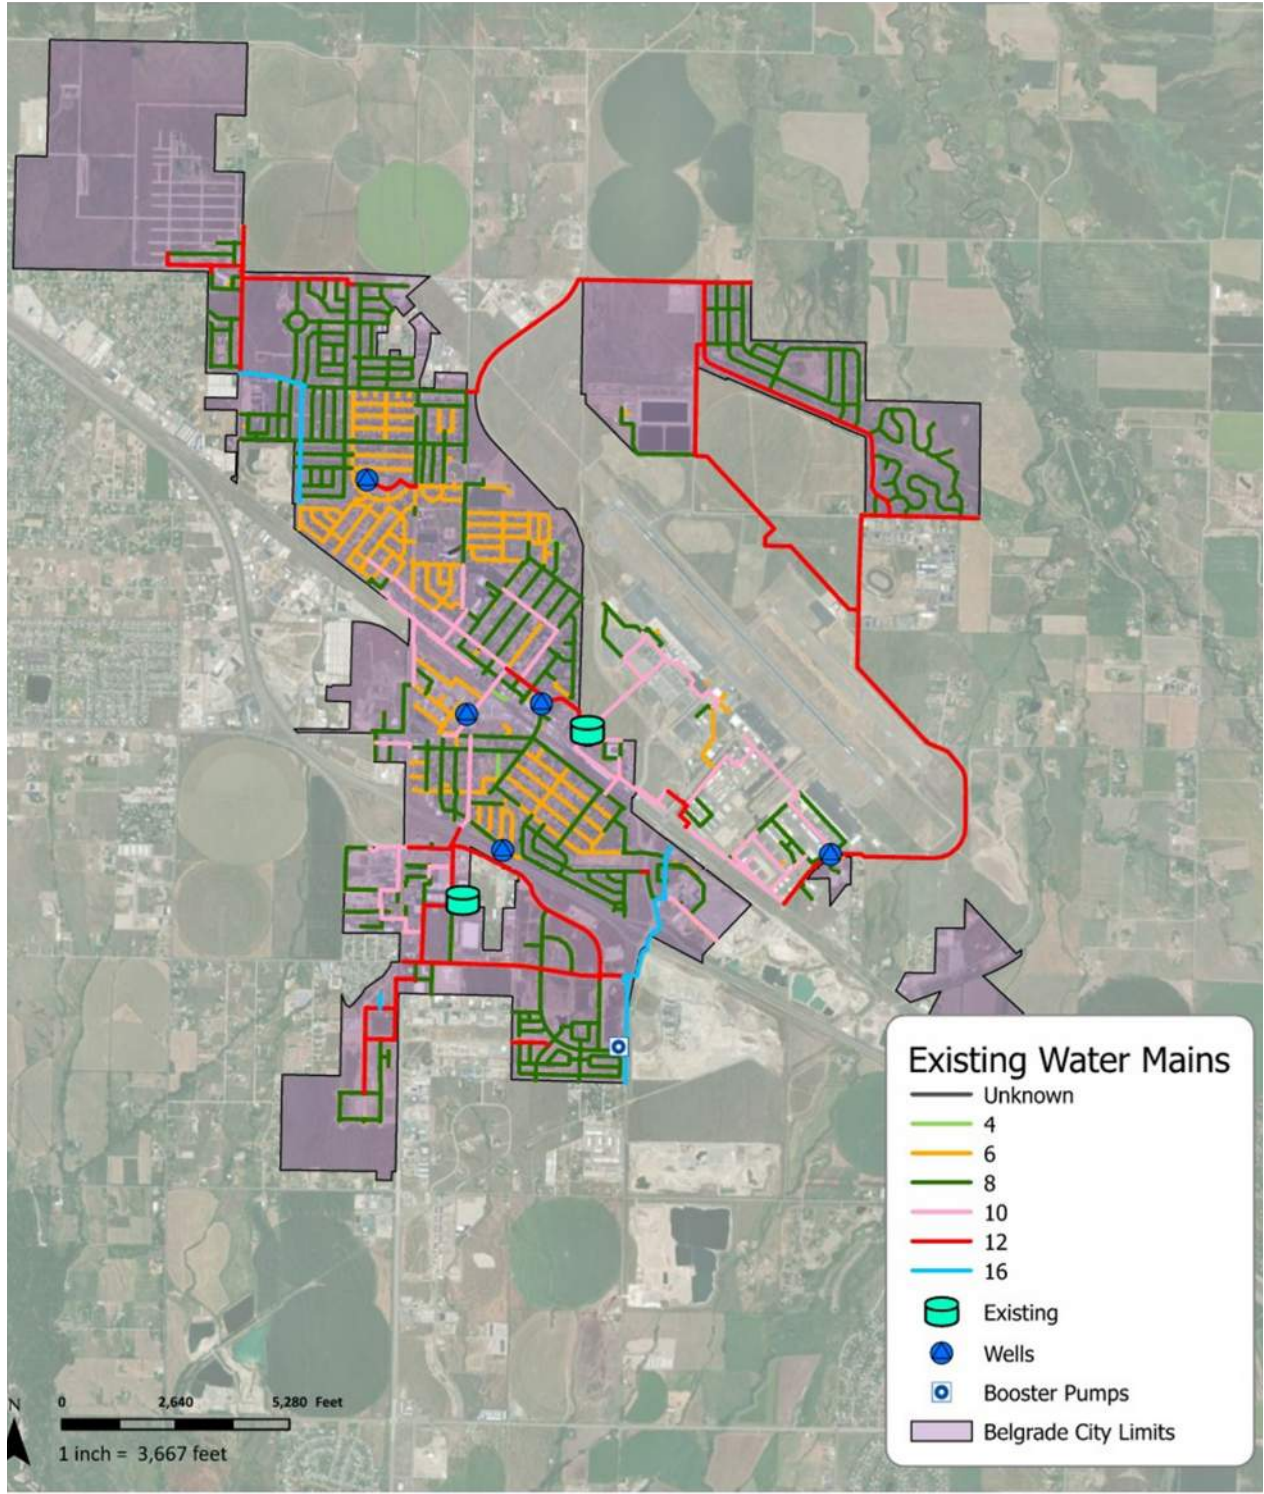 Existing Water Mains
Unknown
4
6
8
10
12
16
Existing
Wells
Booster Pumps
Belgrade City Limits
N
0 2,640 5,280 Feet
1 inch = 3,667 feet